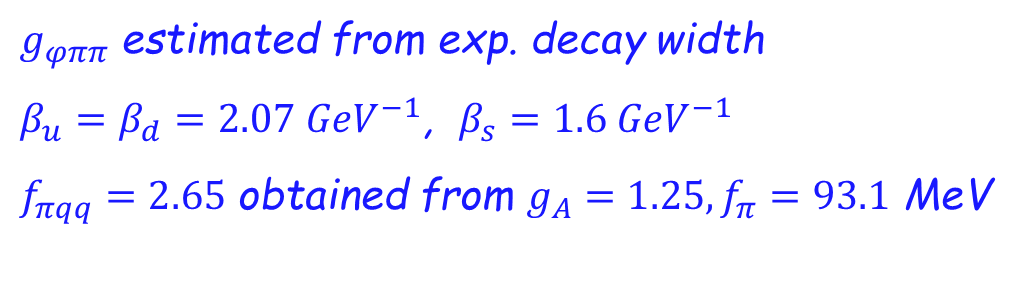 g_{φππ} estimated from exp. decay width
β_u = β_d = 2.07 GeV^{−1}, β_s = 1.6 GeV^{−1}
f_{πqq} = 2.65 obtained from g_A = 1.25, f_π = 93.1 MeV